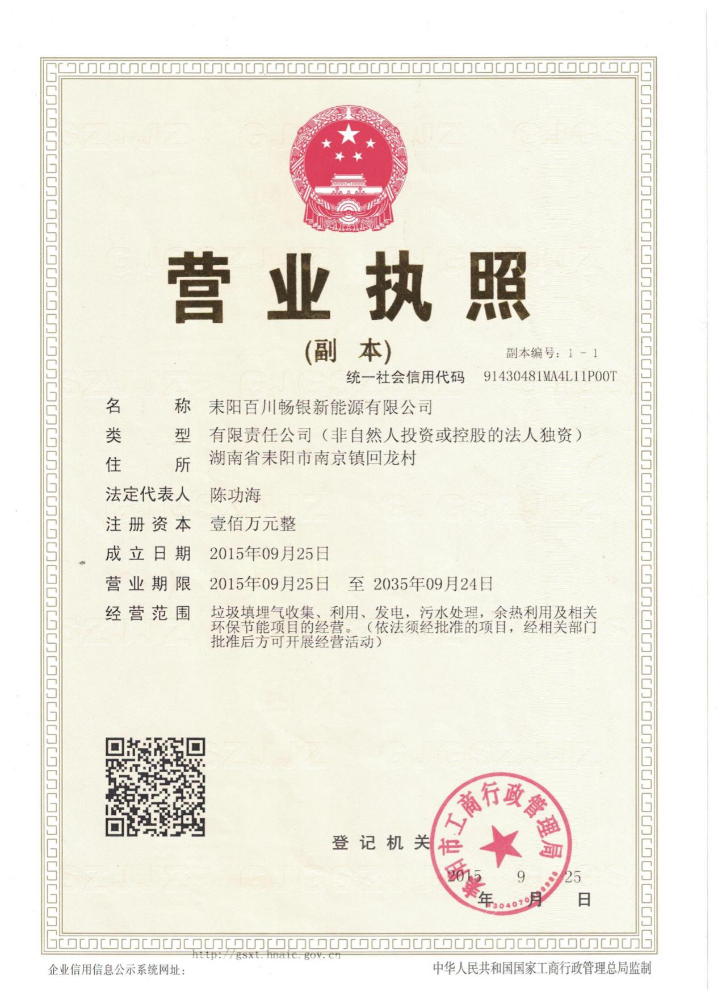 营业执照
(副 本)
副本编号：1－1
统一社会信用代码 91430481MA4L11P00T
名 称 耒阳百川畅银新能源有限公司
类 型 有限责任公司（非自然人投资或控股的法人独资）
住 所 湖南省耒阳市南京镇回龙村
法定代表人 陈功海
注册资本 壹佰万元整
成立日期 2015年09月25日
营业期限 2015年09月25日 至 2035年09月24日
经营范围 垃圾填埋气收集、利用、发电，污水处理，余热利用及相关
环保节能项目的经营。（依法须经批准的项目，经相关部门
批准后方可开展经营活动）
登记机关
耒阳市工商行政管理局
2015 9 25
年 月 日
http://gsxt.hnaic.gov.cn
企业信用信息公示系统网址：
中华人民共和国国家工商行政管理总局监制